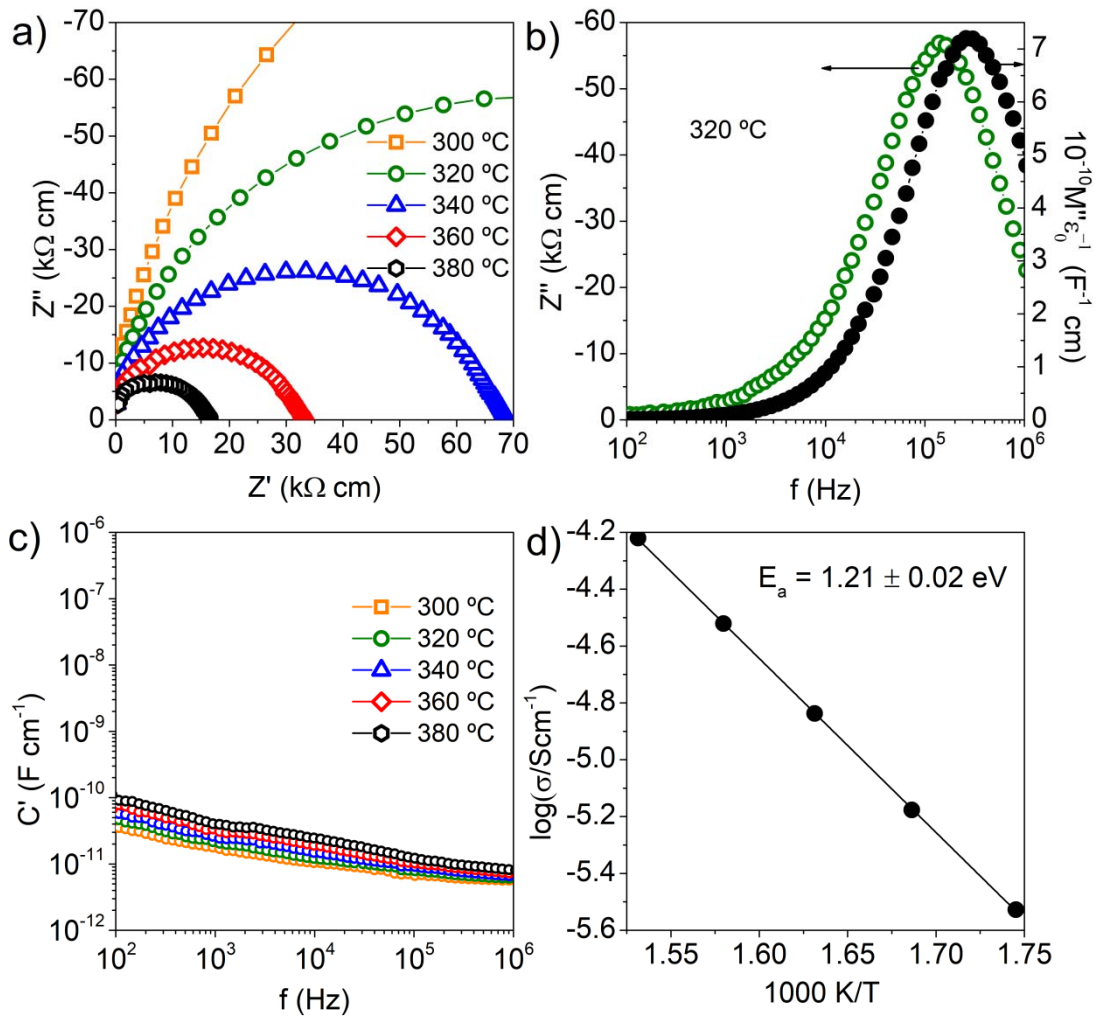 a)
-70
-60
-50
-40
-30
-20
-10
0
Z'' (kΩ cm)
300 ºC
320 ºC
340 ºC
360 ºC
380 ºC
0 10 20 30 40 50 60 70
Z' (kΩ cm)
b)
-60
-50
-40
-30
-20
-10
0
Z'' (kΩ cm)
320 ºC
7
6
5
4
3
2
1
0
10⁻¹⁰M''ε₀⁻¹ (F⁻¹ cm)
10² 10³ 10⁴ 10⁵ 10⁶
f (Hz)
c)
10⁻⁶
10⁻⁷
10⁻⁸
10⁻⁹
10⁻¹⁰
10⁻¹¹
10⁻¹²
C' (F cm⁻¹)
300 ºC
320 ºC
340 ºC
360 ºC
380 ºC
10² 10³ 10⁴ 10⁵ 10⁶
f (Hz)
d)
-4.2
-4.4
-4.6
-4.8
-5.0
-5.2
-5.4
-5.6
log(σ/Scm⁻¹)
Eₐ = 1.21 ± 0.02 eV
1.55 1.60 1.65 1.70 1.75
1000 K/T